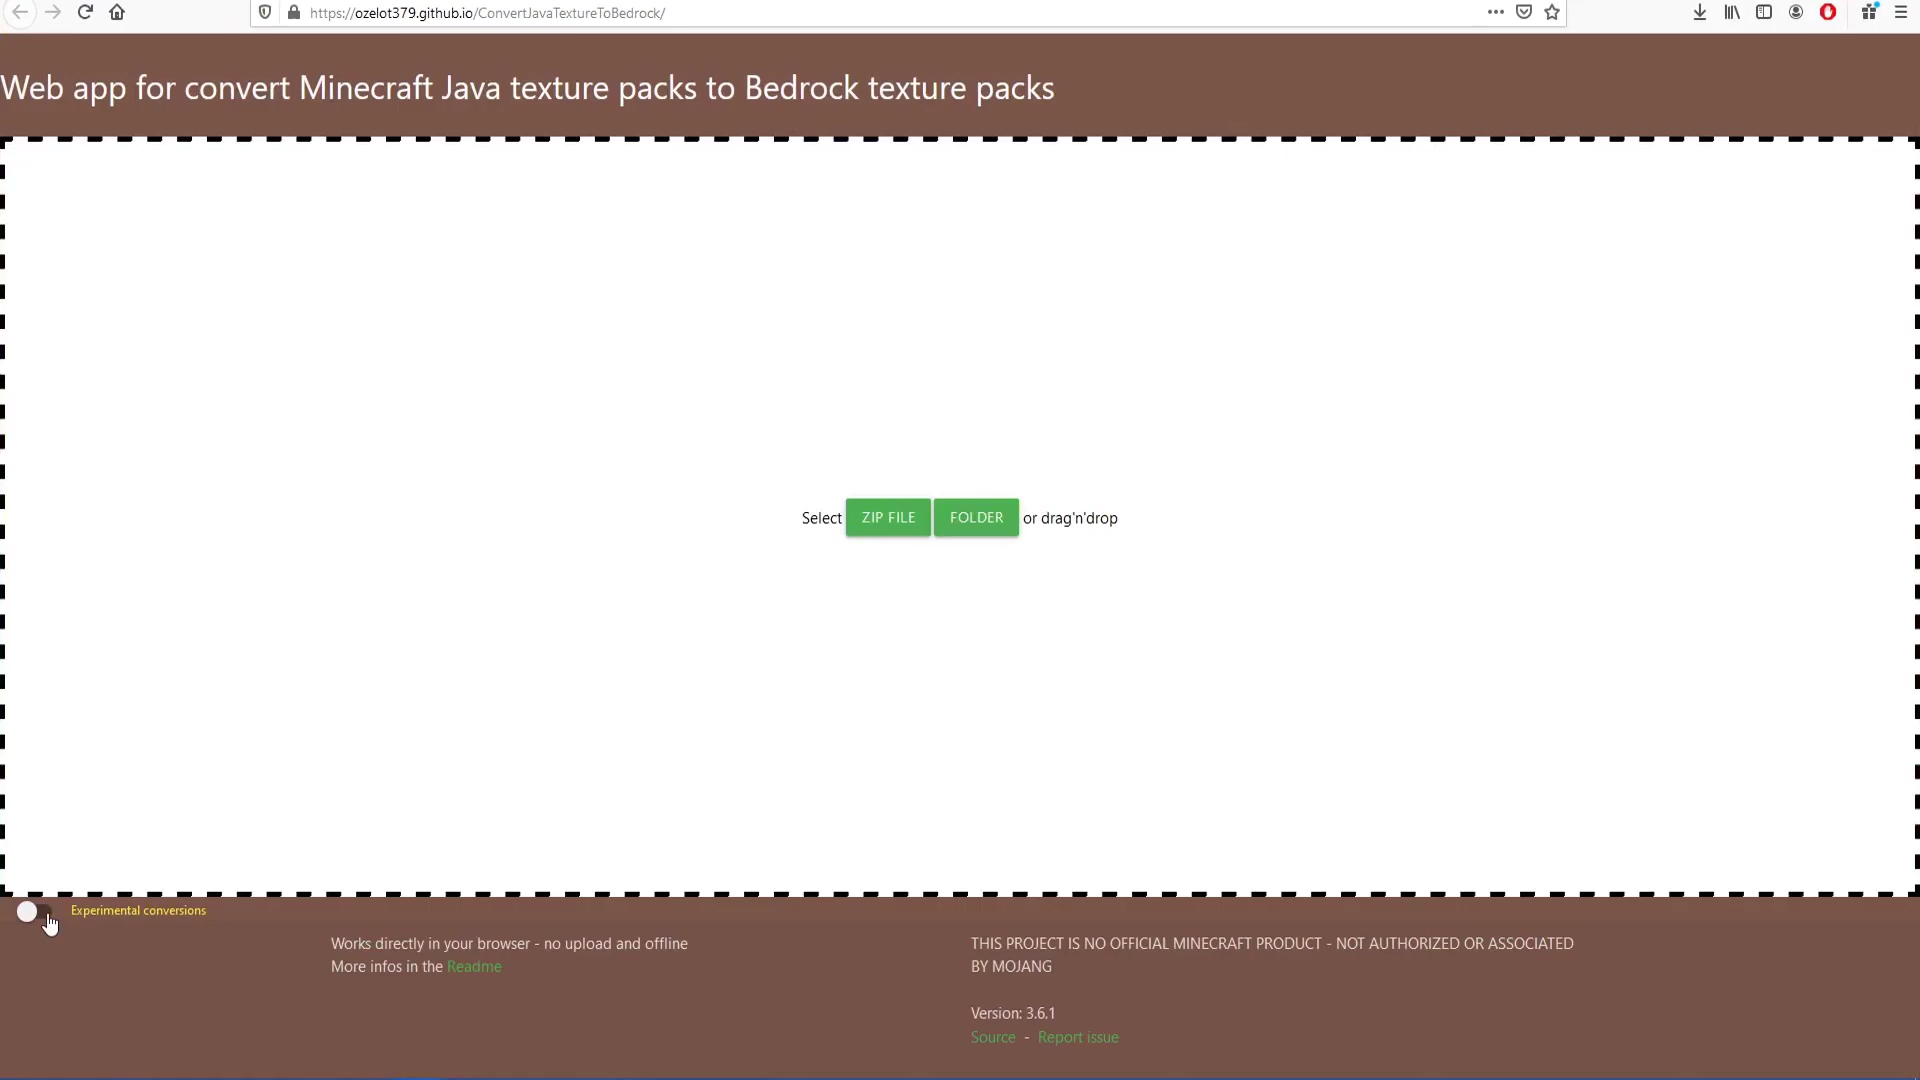 https://ozelot379.github.io/ConvertJavaTextureToBedrock/
Web app for convert Minecraft Java texture packs to Bedrock texture packs
Select ZIP FILE FOLDER or drag'n'drop
Experimental conversions
Works directly in your browser - no upload and offline
More infos in the Readme
THIS PROJECT IS NO OFFICIAL MINECRAFT PRODUCT - NOT AUTHORIZED OR ASSOCIATED
BY MOJANG
Version: 3.6.1
Source - Report issue